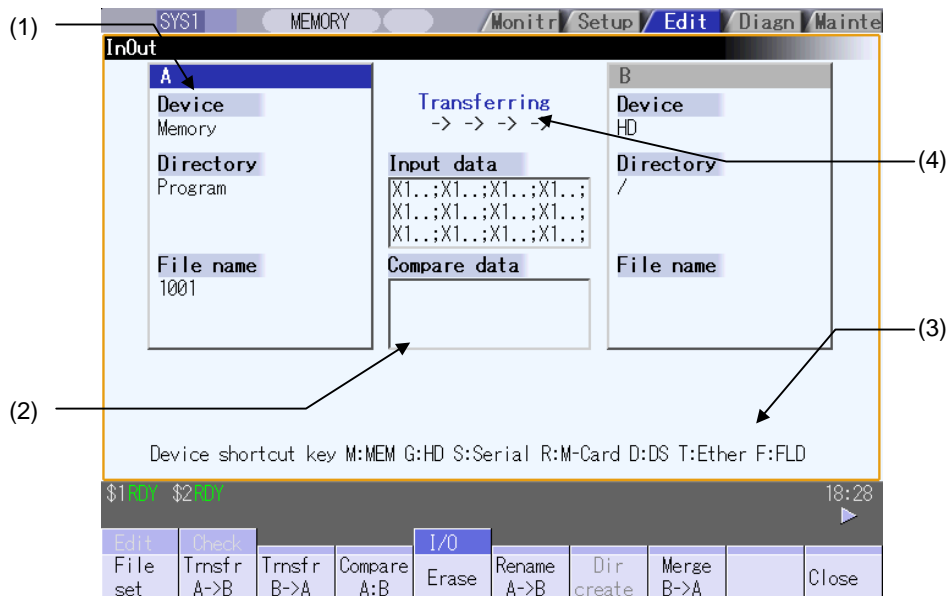 (1)
SYS1 MEMORY Monitr Setup Edit Diagn Mainte
InOut
A
Device
Memory
Directory
Program
File name
1001
Transferring
-> -> -> ->
Input data
X1..;X1..;X1..;X1..;
X1..;X1..;X1..;X1..;
X1..;X1..;X1..;X1..;
Compare data
B
Device
HD
Directory
/
File name
(4)
(3)
(2)
Device shortcut key M:MEM G:HD S:Serial R:M-Card D:DS T:Ether F:FLD
$1RDY $2RDY 18:28
Edit Check I/O
File set
Trnsfr A->B
Trnsfr B->A
Compare A:B
Erase
Rename A->B
Dir create
Merge B->A
Close